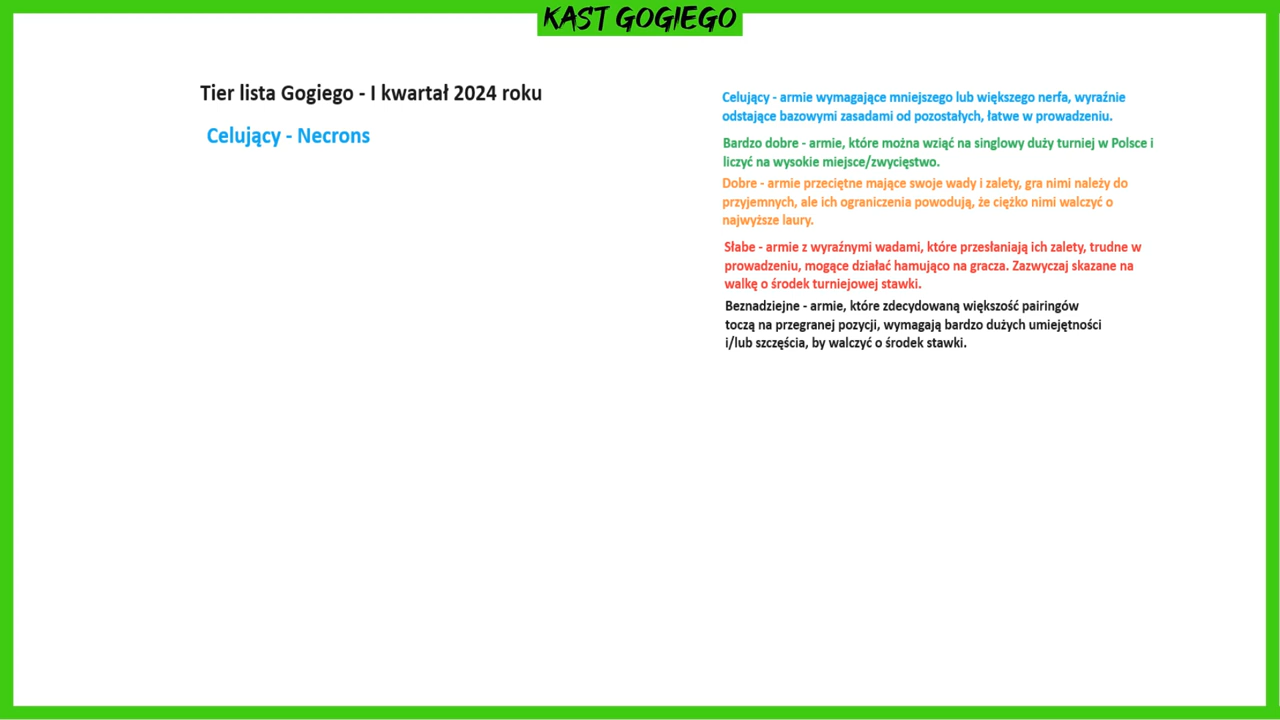 KAST GOGIEGO
Tier lista Gogiego - I kwartał 2024 roku
Celujący - Necrons
Celujący - armie wymagające mniejszego lub większego nerfa, wyraźnie
odstające bazowymi zasadami od pozostałych, łatwe w prowadzeniu.
Bardzo dobre - armie, które można wziąć na singlowy duży turniej w Polsce i
liczyć na wysokie miejsce/zwycięstwo.
Dobre - armie przeciętne mające swoje wady i zalety, gra nimi należy do
przyjemnych, ale ich ograniczenia powodują, że ciężko nimi walczyć o
najwyższe laury.
Słabe - armie z wyraźnymi wadami, które przesłaniają ich zalety, trudne w
prowadzeniu, mogące działać hamująco na gracza. Zazwyczaj skazane na
walkę o środek turniejowej stawki.
Beznadziejne - armie, które zdecydowaną większość pairingów
toczą na przegranej pozycji, wymagają bardzo dużych umiejętności
i/lub szczęścia, by walczyć o środek stawki.